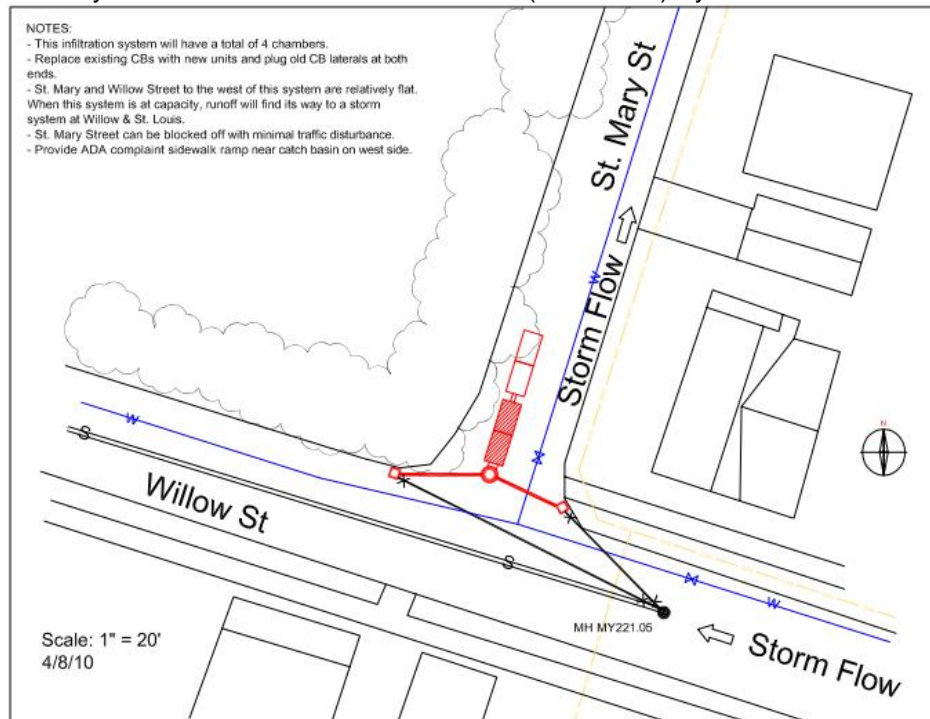 NOTES:
- This infiltration system will have a total of 4 chambers.
- Replace existing CBs with new units and plug old CB laterals at both
ends.
- St. Mary and Willow Street to the west of this system are relatively flat.
When this system is at capacity, runoff will find its way to a storm
system at Willow & St. Louis.
- St. Mary Street can be blocked off with minimal traffic disturbance.
- Provide ADA complaint sidewalk ramp near catch basin on west side.
St. Mary St
W
Storm Flow
N
W
S
Willow St
S
W
MH MY221.05
Storm Flow
Scale: 1" = 20'
4/8/10